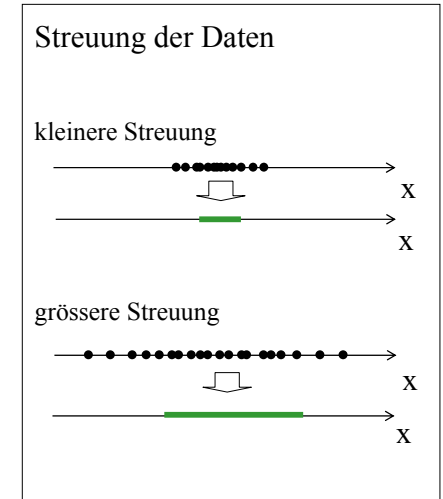 Streuung der Daten
kleinere Streuung
x
x
grössere Streuung
x
x